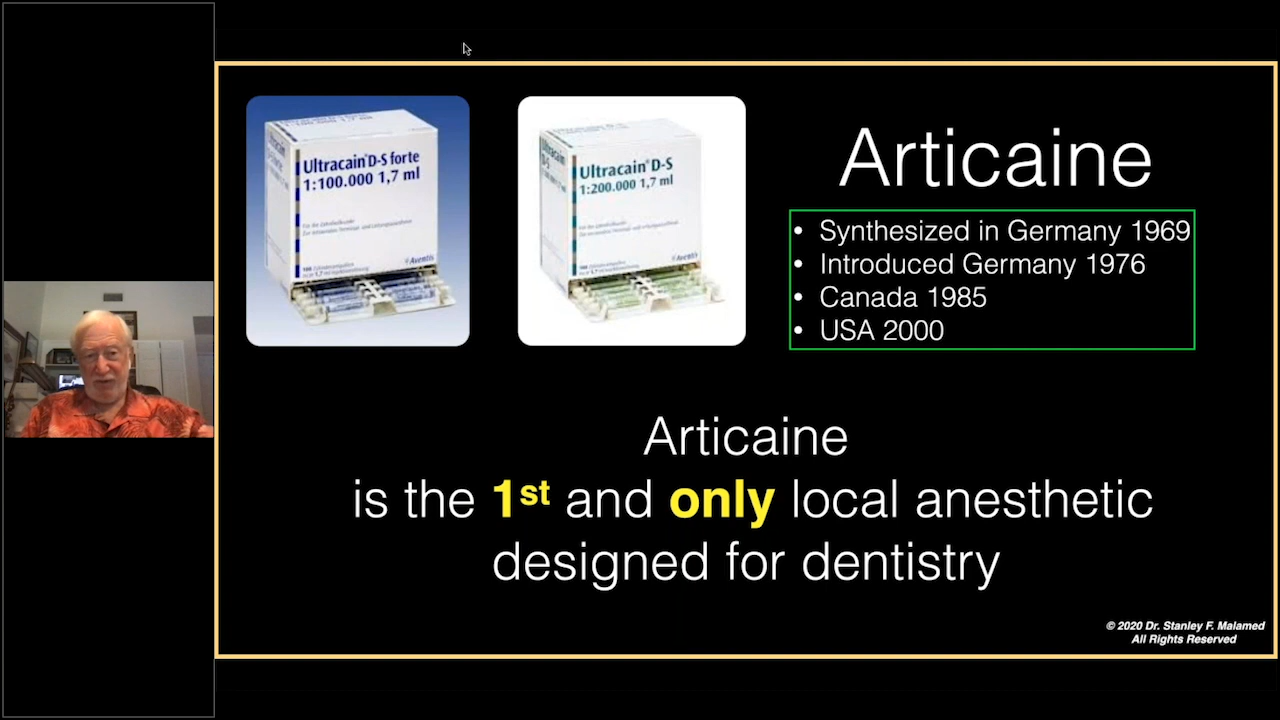 Ultracain D-S forte
1:100.000 1,7 ml
Aventis
Ultracain® D-S
1:200.000 1,7 ml
Aventis
Articaine
• Synthesized in Germany 1969
• Introduced Germany 1976
• Canada 1985
• USA 2000
Articaine
is the 1st and only local anesthetic
designed for dentistry
© 2020 Dr. Stanley F. Malamed
All Rights Reserved